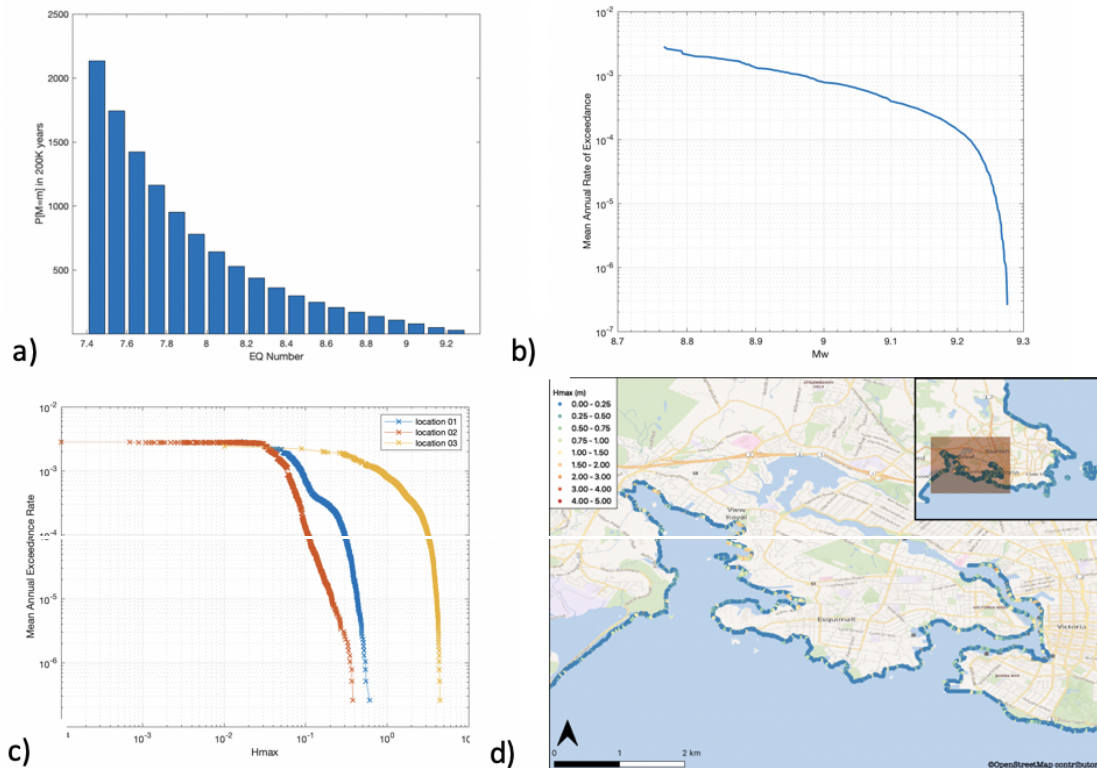 2500
2000
1500
1000
500
P[M=m] in 200K years
7.4 7.6 7.8 8 8.2 8.4 8.6 8.8 9 9.2
EQ Number
a)
10-2
10-3
10-4
10-5
10-6
10-7
Mean Annual Rate of Exceedance
8.7 8.8 8.9 9 9.1 9.2 9.3
Mw
b)
10-2
10-3
10-4
10-5
10-6
Mean Annual Exceedance Rate
location 01
location 02
location 03
10-3 10-2 10-1 100 10
Hmax
c)
Hmax (m)
0.00 - 0.25
0.25 - 0.50
0.50 - 0.75
0.75 - 1.00
1.00 - 1.50
1.50 - 2.00
2.00 - 3.00
3.00 - 4.00
4.00 - 5.00
View
Royal
Esquimalt
Victoria
0 1 2 km
d)
©OpenStreetMap contributor